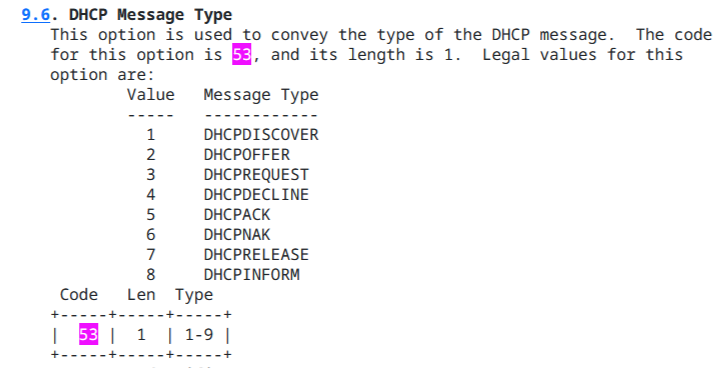 9.6. DHCP Message Type
This option is used to convey the type of the DHCP message.  The code
for this option is 53, and its length is 1.  Legal values for this
option are:
Value   Message Type
-----   ------------
1     DHCPDISCOVER
2     DHCPOFFER
3     DHCPREQUEST
4     DHCPDECLINE
5     DHCPACK
6     DHCPNAK
7     DHCPRELEASE
8     DHCPINFORM
Code   Len  Type
+-----+-----+-----+
|  53 |  1  | 1-9 |
+-----+-----+-----+